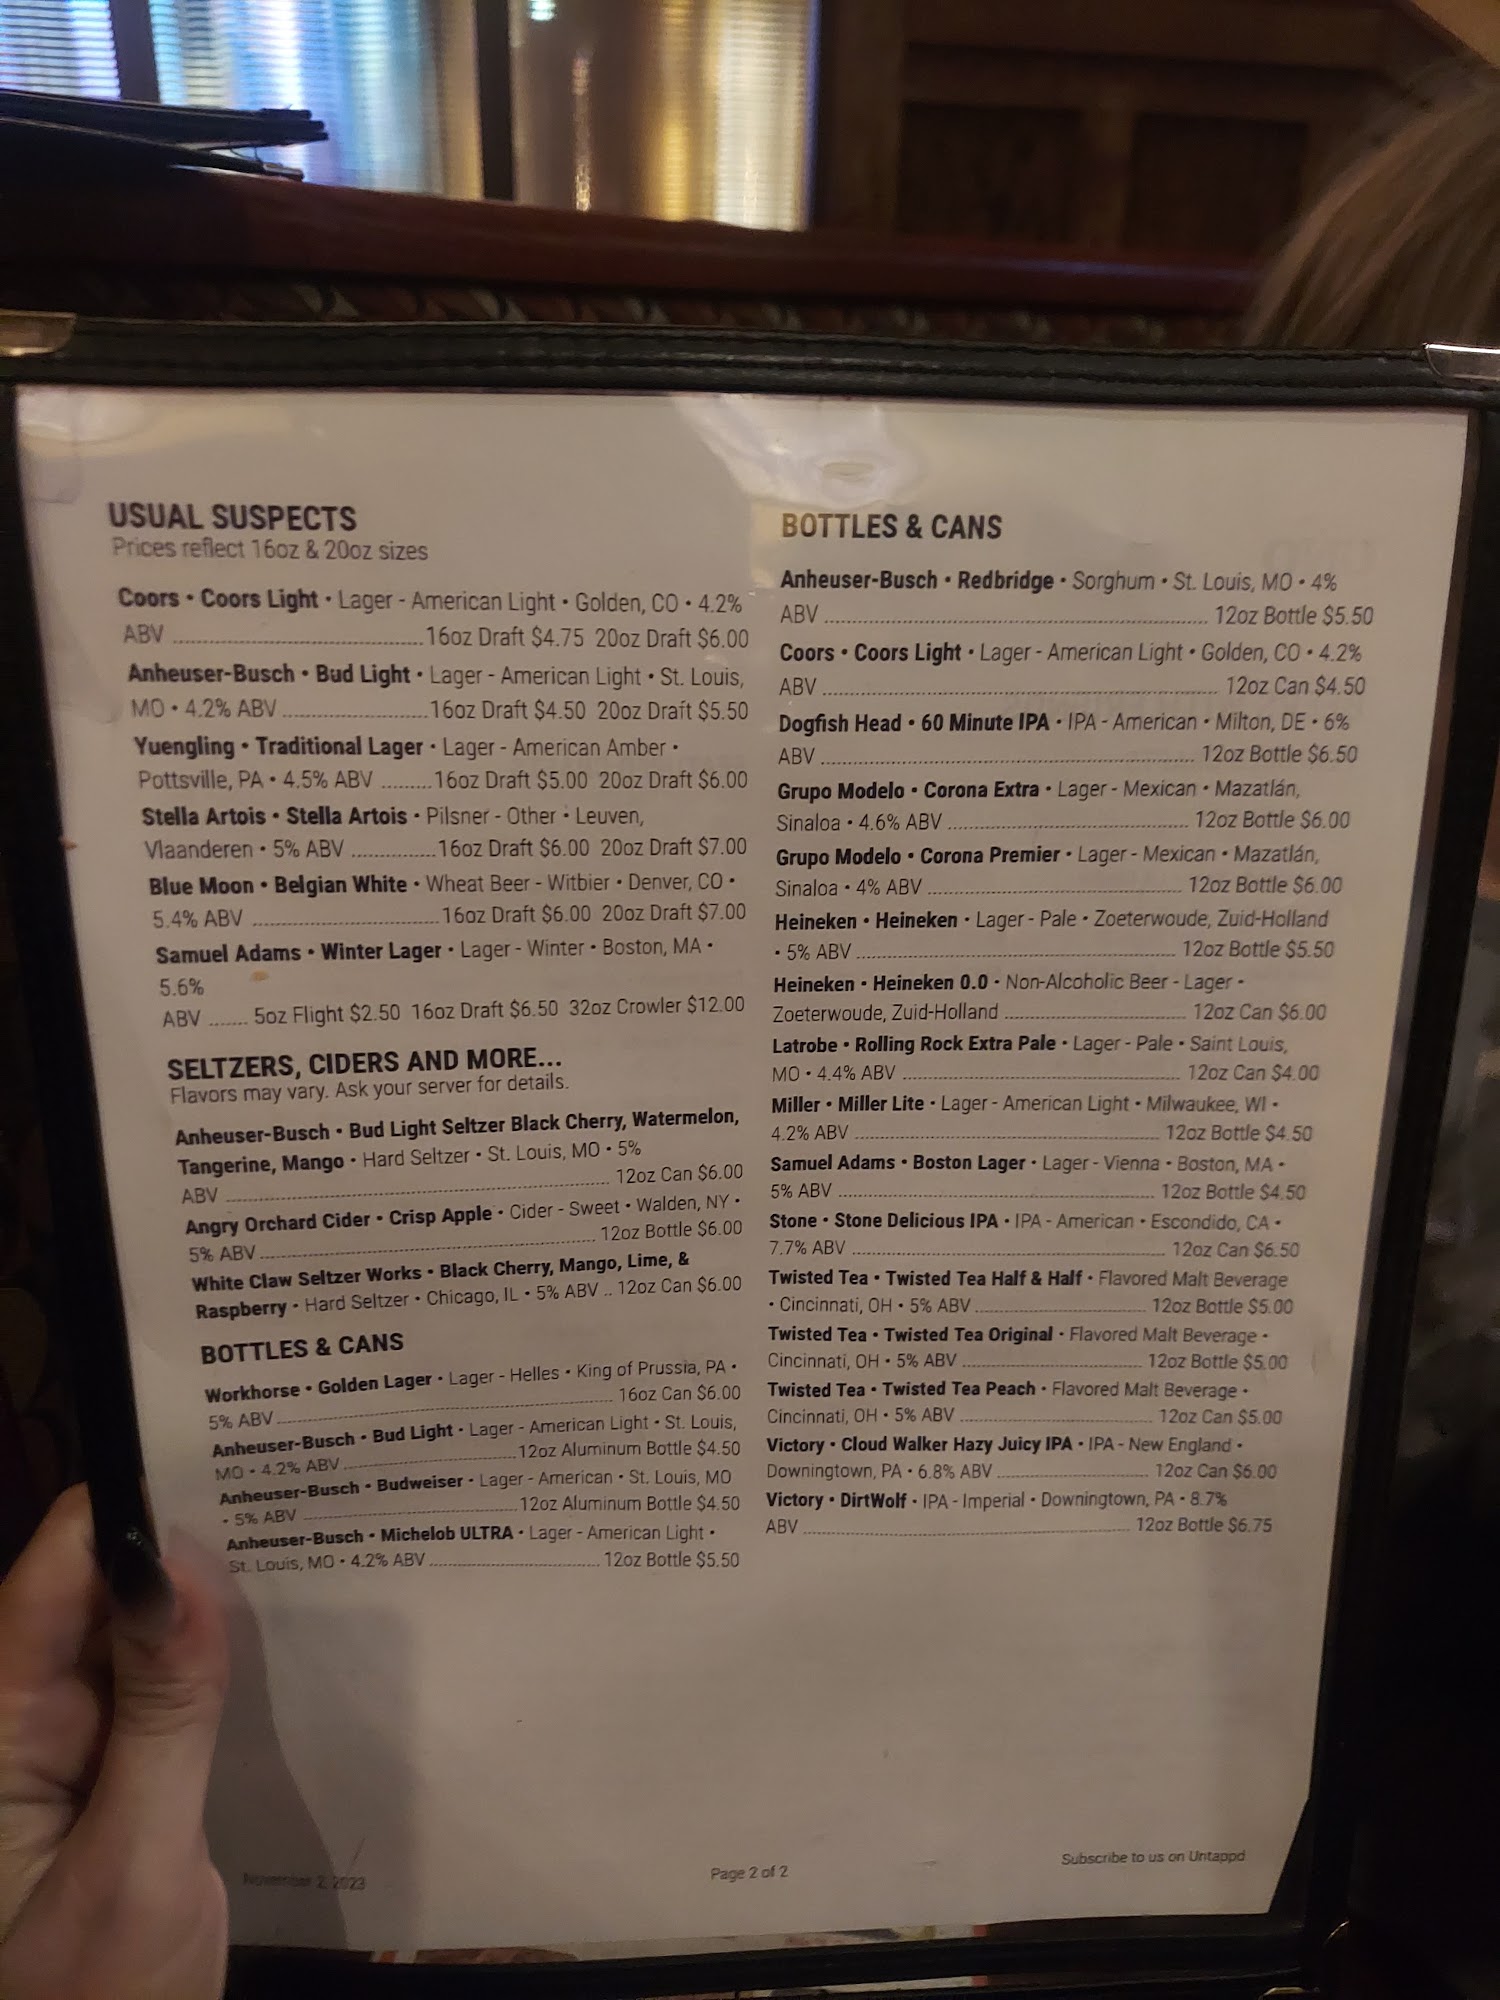 USUAL SUSPECTS
Prices reflect 16oz & 20oz sizes
Coors • Coors Light • Lager - American Light • Golden, CO • 4.2%
ABV ........ 16oz Draft $4.75 20oz Draft $6.00
Anheuser-Busch • Bud Light • Lager - American Light • St. Louis,
MO • 4.2% ABV ........ 16oz Draft $4.50 20oz Draft $5.50
Yuengling • Traditional Lager • Lager - American Amber •
Pottsville, PA • 4.5% ABV ........ 16oz Draft $5.00 20oz Draft $6.00
Stella Artois • Stella Artois • Pilsner - Other • Leuven,
Vlaanderen • 5% ABV ........ 16oz Draft $6.00 20oz Draft $7.00
Blue Moon • Belgian White • Wheat Beer - Witbier • Denver, CO •
5.4% ABV ........ 16oz Draft $6.00 20oz Draft $7.00
Samuel Adams • Winter Lager • Lager - Winter • Boston, MA •
5.6%
ABV ....... 5oz Flight $2.50 16oz Draft $6.50 32oz Crowler $12.00
SELTZERS, CIDERS AND MORE...
Flavors may vary. Ask your server for details.
Anheuser-Busch • Bud Light Seltzer Black Cherry, Watermelon,
Tangerine, Mango • Hard Seltzer • St. Louis, MO • 5%
ABV ........ 12oz Can $6.00
Angry Orchard Cider • Crisp Apple • Cider - Sweet • Walden, NY •
5% ABV ........ 12oz Bottle $6.00
White Claw Seltzer Works • Black Cherry, Mango, Lime, &
Raspberry • Hard Seltzer • Chicago, IL • 5% ABV .. 12oz Can $6.00
BOTTLES & CANS
Workhorse • Golden Lager • Lager - Helles • King of Prussia, PA •
5% ABV ........ 16oz Can $6.00
Anheuser-Busch • Bud Light • Lager - American Light • St. Louis,
MO • 4.2% ABV ........ 12oz Aluminum Bottle $4.50
Anheuser-Busch • Budweiser • Lager - American • St. Louis, MO
• 5% ABV ........ 12oz Aluminum Bottle $4.50
Anheuser-Busch • Michelob ULTRA • Lager - American Light •
St. Louis, MO • 4.2% ABV ........ 12oz Bottle $5.50
BOTTLES & CANS
Anheuser-Busch • Redbridge • Sorghum • St. Louis, MO • 4%
ABV ........ 12oz Bottle $5.50
Coors • Coors Light • Lager - American Light • Golden, CO • 4.2%
ABV ........ 12oz Can $4.50
Dogfish Head • 60 Minute IPA • IPA - American • Milton, DE • 6%
ABV ........ 12oz Bottle $6.50
Grupo Modelo • Corona Extra • Lager - Mexican • Mazatlán,
Sinaloa • 4.6% ABV ........ 12oz Bottle $6.00
Grupo Modelo • Corona Premier • Lager - Mexican • Mazatlán,
Sinaloa • 4% ABV ........ 12oz Bottle $6.00
Heineken • Heineken • Lager - Pale • Zoeterwoude, Zuid-Holland
• 5% ABV ........ 12oz Bottle $5.50
Heineken • Heineken 0.0 • Non-Alcoholic Beer - Lager •
Zoeterwoude, Zuid-Holland ........ 12oz Can $6.00
Latrobe • Rolling Rock Extra Pale • Lager - Pale • Saint Louis,
MO • 4.4% ABV ........ 12oz Can $4.00
Miller • Miller Lite • Lager - American Light • Milwaukee, WI •
4.2% ABV ........ 12oz Bottle $4.50
Samuel Adams • Boston Lager • Lager - Vienna • Boston, MA •
5% ABV ........ 12oz Bottle $4.50
Stone • Stone Delicious IPA • IPA - American • Escondido, CA •
7.7% ABV ........ 12oz Can $6.50
Twisted Tea • Twisted Tea Half & Half • Flavored Malt Beverage
• Cincinnati, OH • 5% ABV ........ 12oz Bottle $5.00
Twisted Tea • Twisted Tea Original • Flavored Malt Beverage •
Cincinnati, OH • 5% ABV ........ 12oz Bottle $5.00
Twisted Tea • Twisted Tea Peach • Flavored Malt Beverage •
Cincinnati, OH • 5% ABV ........ 12oz Can $5.00
Victory • Cloud Walker Hazy Juicy IPA • IPA - New England •
Downingtown, PA • 6.8% ABV ........ 12oz Can $6.00
Victory • DirtWolf • IPA - Imperial • Downingtown, PA • 8.7%
ABV ........ 12oz Bottle $6.75
November 2, 2023
Page 2 of 2
Subscribe to us on Untappd